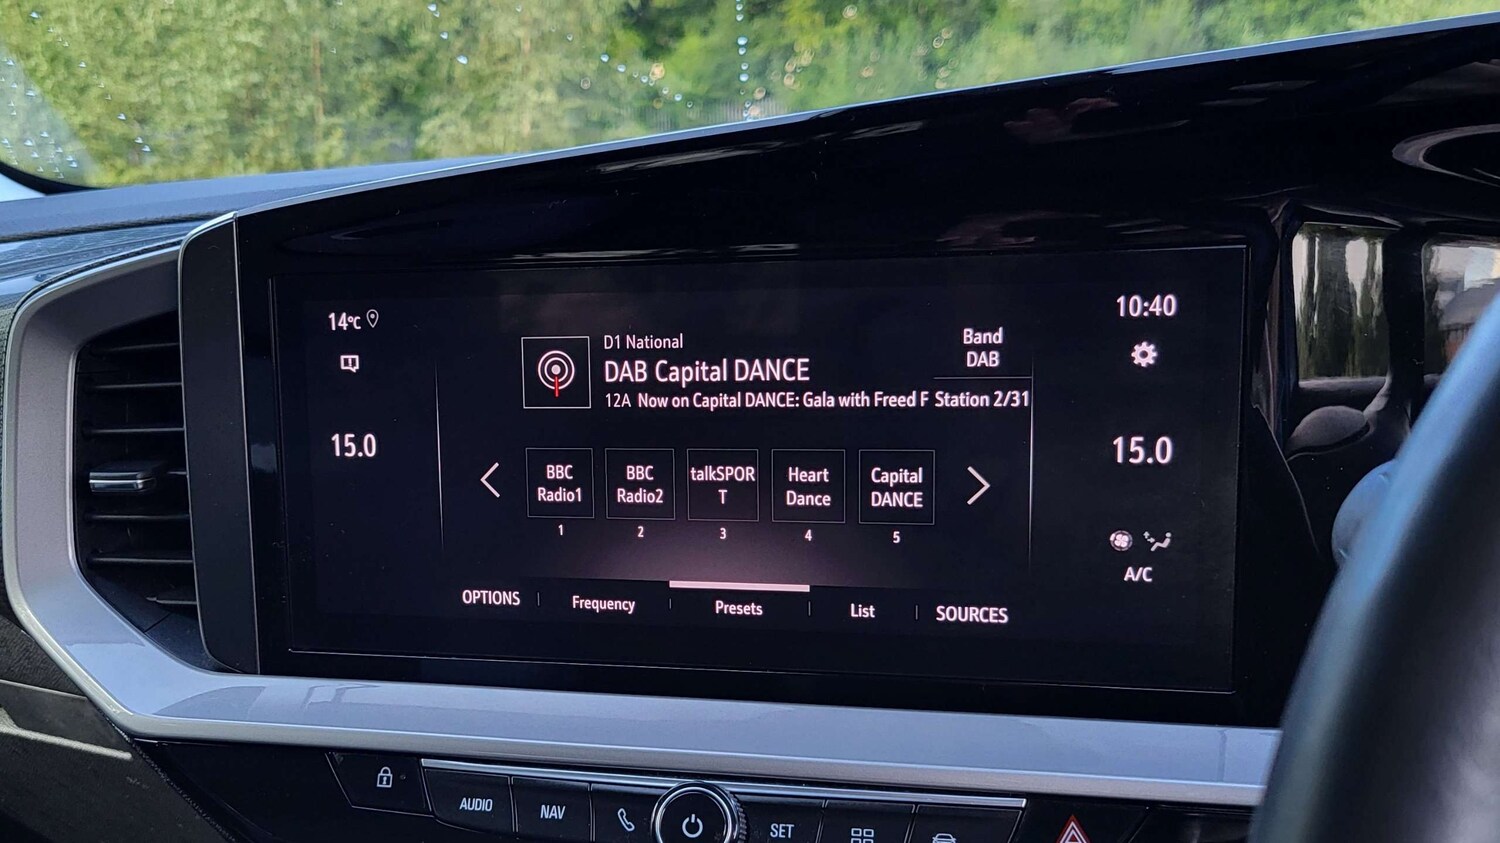 14°C
10:40
D1 National
DAB Capital DANCE
12A Now on Capital DANCE: Gala with Freed F
Band
DAB
Station 2/31
15.0
15.0
BBC
Radio1
BBC
Radio2
talkSPOR
T
Heart
Dance
Capital
DANCE
1
2
3
4
5
A/C
OPTIONS
Frequency
Presets
List
SOURCES
AUDIO
NAV
SET